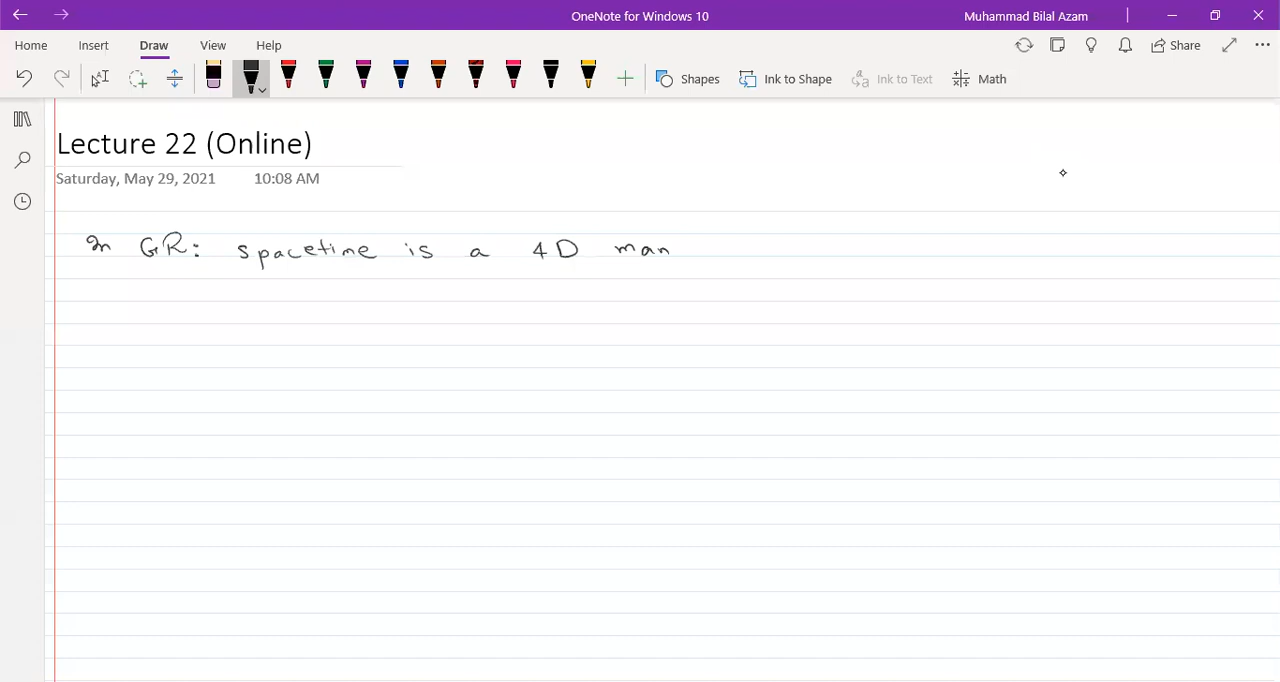 OneNote for Windows 10
Muhammad Bilal Azam
Home Insert Draw View Help
Share
Shapes Ink to Shape Ink to Text Math
Lecture 22 (Online)
Saturday, May 29, 2021 10:08 AM
In GR: spacetime is a 4D man